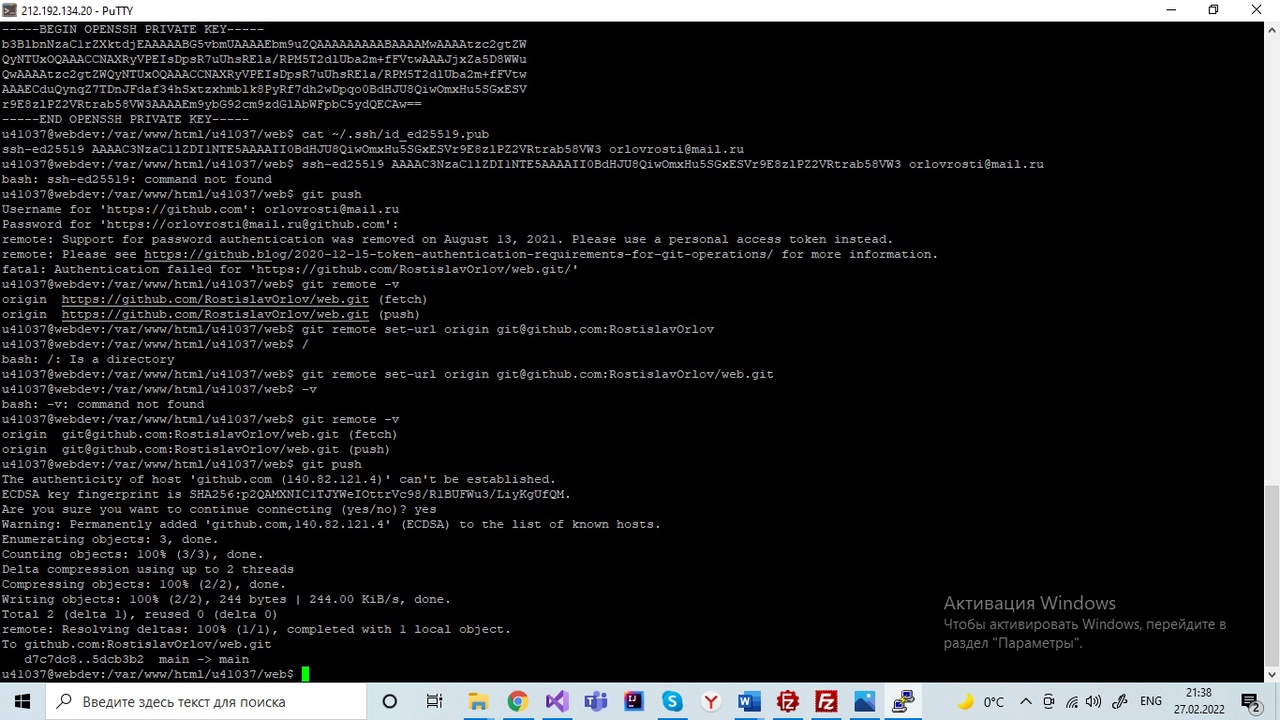 212.192.134.20 - PuTTY
-----BEGIN OPENSSH PRIVATE KEY-----
-----END OPENSSH PRIVATE KEY-----
u41037@webdev:/var/www/html/u41037/web$ cat ~/.ssh/id_ed25519.pub
ssh-ed25519 AAAAC3NzaC1lZDI1NTE5AAAAII0BdHJU8QiwOmxHu5SGxESVr9E8zlPZ2VRtrab58VW3 orlovrosti@mail.ru
u41037@webdev:/var/www/html/u41037/web$ ssh-ed25519 AAAAC3NzaC1lZDI1NTE5AAAAII0BdHJU8QiwOmxHu5SGxESVr9E8zlPZ2VRtrab58VW3 orlovrosti@mail.ru
bash: ssh-ed25519: command not found
u41037@webdev:/var/www/html/u41037/web$ git push
Username for 'https://github.com': orlovrosti@mail.ru
Password for 'https://orlovrosti@mail.ru@github.com':
remote: Support for password authentication was removed on August 13, 2021. Please use a personal access token instead.
remote: Please see https://github.blog/2020-12-15-token-authentication-requirements-for-git-operations/ for more information.
fatal: Authentication failed for 'https://github.com/RostislavOrlov/web.git/'
u41037@webdev:/var/www/html/u41037/web$ git remote -v
origin  https://github.com/RostislavOrlov/web.git (fetch)
origin  https://github.com/RostislavOrlov/web.git (push)
u41037@webdev:/var/www/html/u41037/web$ git remote set-url origin git@github.com:RostislavOrlov
u41037@webdev:/var/www/html/u41037/web$ /
bash: /: Is a directory
u41037@webdev:/var/www/html/u41037/web$ git remote set-url origin git@github.com:RostislavOrlov/web.git
u41037@webdev:/var/www/html/u41037/web$ -v
bash: -v: command not found
u41037@webdev:/var/www/html/u41037/web$ git remote -v
origin  git@github.com:RostislavOrlov/web.git (fetch)
origin  git@github.com:RostislavOrlov/web.git (push)
u41037@webdev:/var/www/html/u41037/web$ git push
The authenticity of host 'github.com (140.82.121.4)' can't be established.
ECDSA key fingerprint is SHA256:p2QAMXNIC1TJYWeIOttrVc98/R1BUFWu3/LiyKgUfQM.
Are you sure you want to continue connecting (yes/no)? yes
Warning: Permanently added 'github.com,140.82.121.4' (ECDSA) to the list of known hosts.
Enumerating objects: 3, done.
Counting objects: 100% (3/3), done.
Delta compression using up to 2 threads
Compressing objects: 100% (2/2), done.
Writing objects: 100% (2/2), 244 bytes | 244.00 KiB/s, done.
Total 2 (delta 1), reused 0 (delta 0)
remote: Resolving deltas: 100% (1/1), completed with 1 local object.
To github.com:RostislavOrlov/web.git
d7c7dc8..5dcb3b2  main -> main
u41037@webdev:/var/www/html/u41037/web$
Активация Windows
Чтобы активировать Windows, перейдите в
раздел "Параметры".
Введите здесь текст для поиска
0°C
ENG
21:38
27.02.2022
2